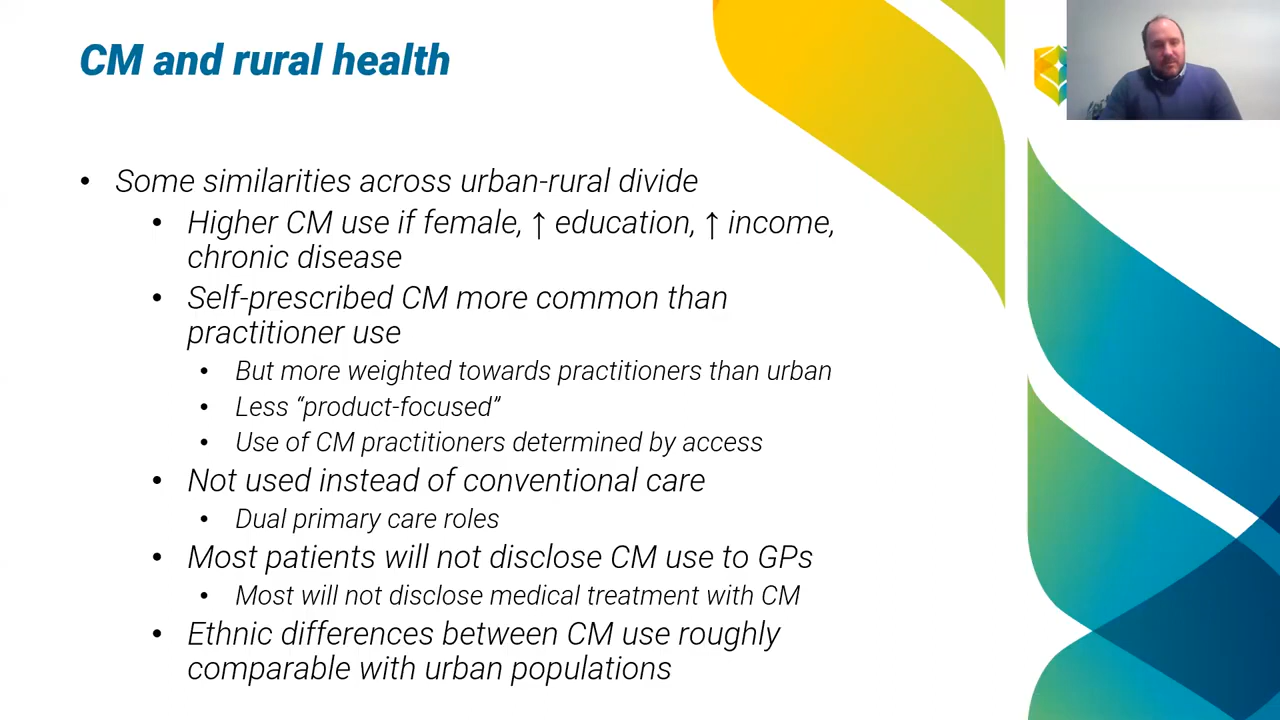 CM and rural health
• Some similarities across urban-rural divide
• Higher CM use if female, ↑ education, ↑ income,
chronic disease
• Self-prescribed CM more common than
practitioner use
• But more weighted towards practitioners than urban
• Less “product-focused”
• Use of CM practitioners determined by access
• Not used instead of conventional care
• Dual primary care roles
• Most patients will not disclose CM use to GPs
• Most will not disclose medical treatment with CM
• Ethnic differences between CM use roughly
comparable with urban populations